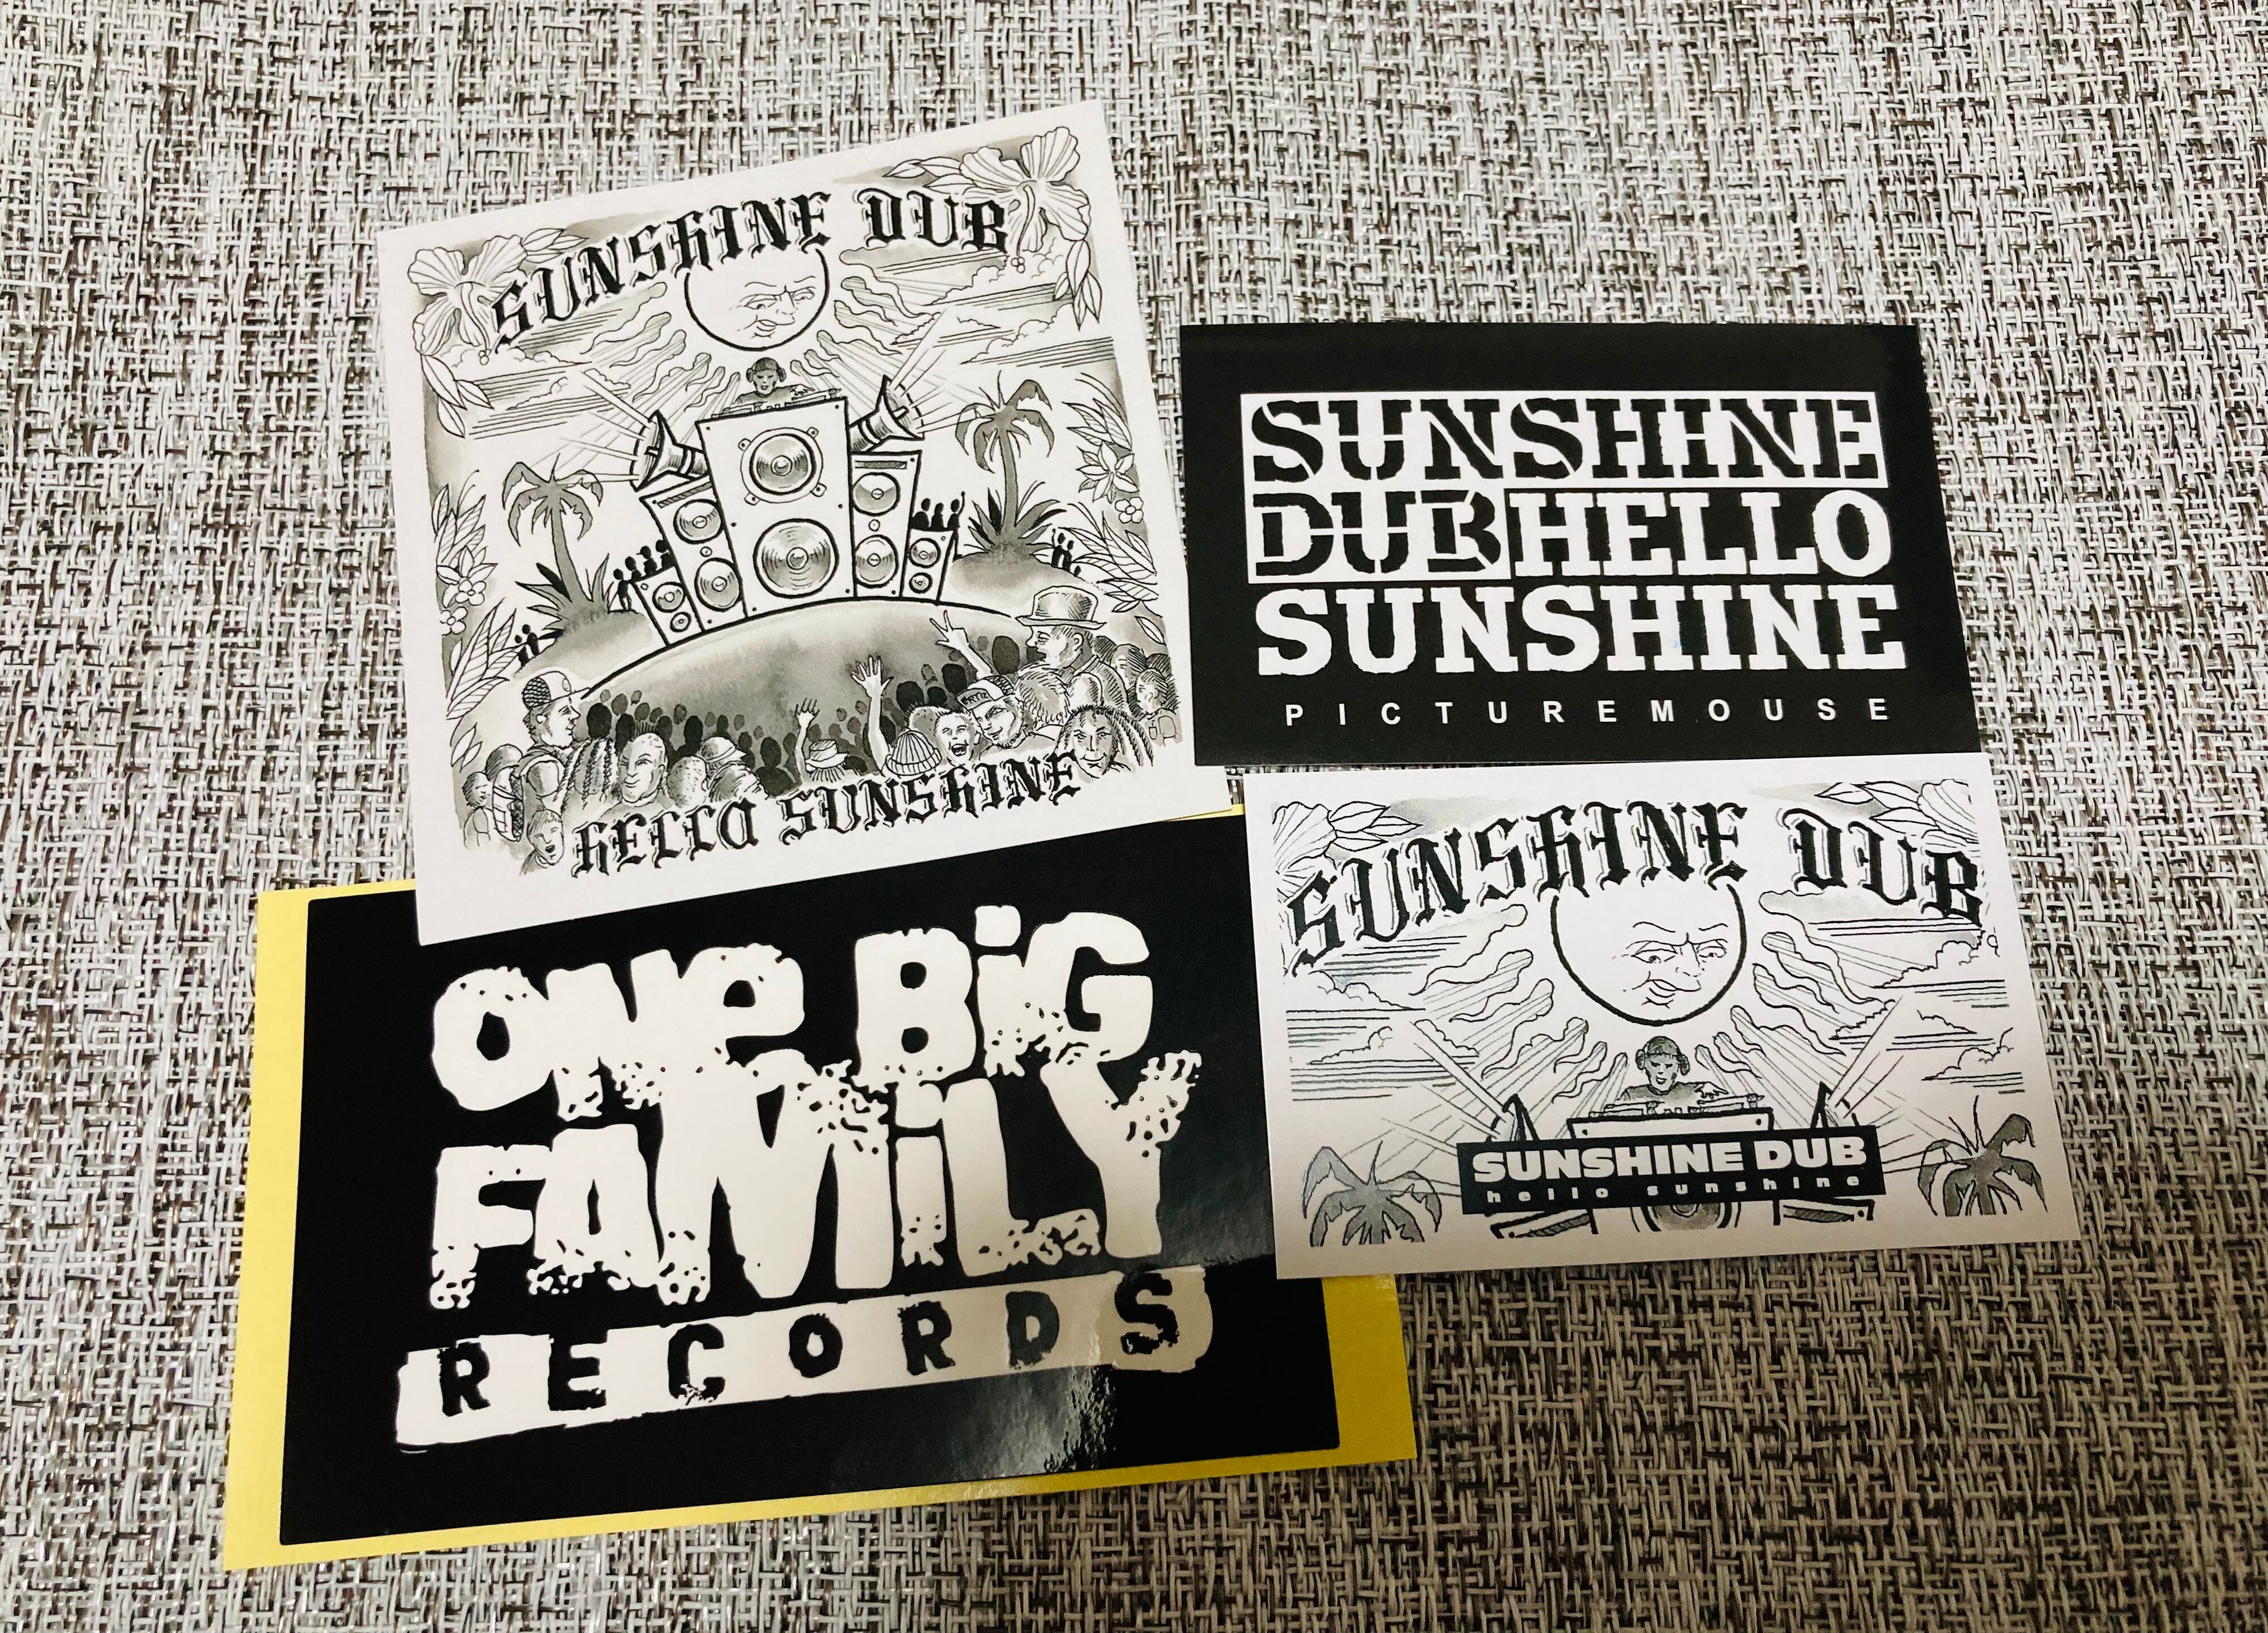 SUNSHINE DUB
HELLO SUNSHINE
SUNSHINE
DUB HELLO
SUNSHINE
PICTUREMOUSE
ONE BiG
FAMiLY
RECORDS
SUNSHINE DUB
SUNSHINE DUB
hello sunshine